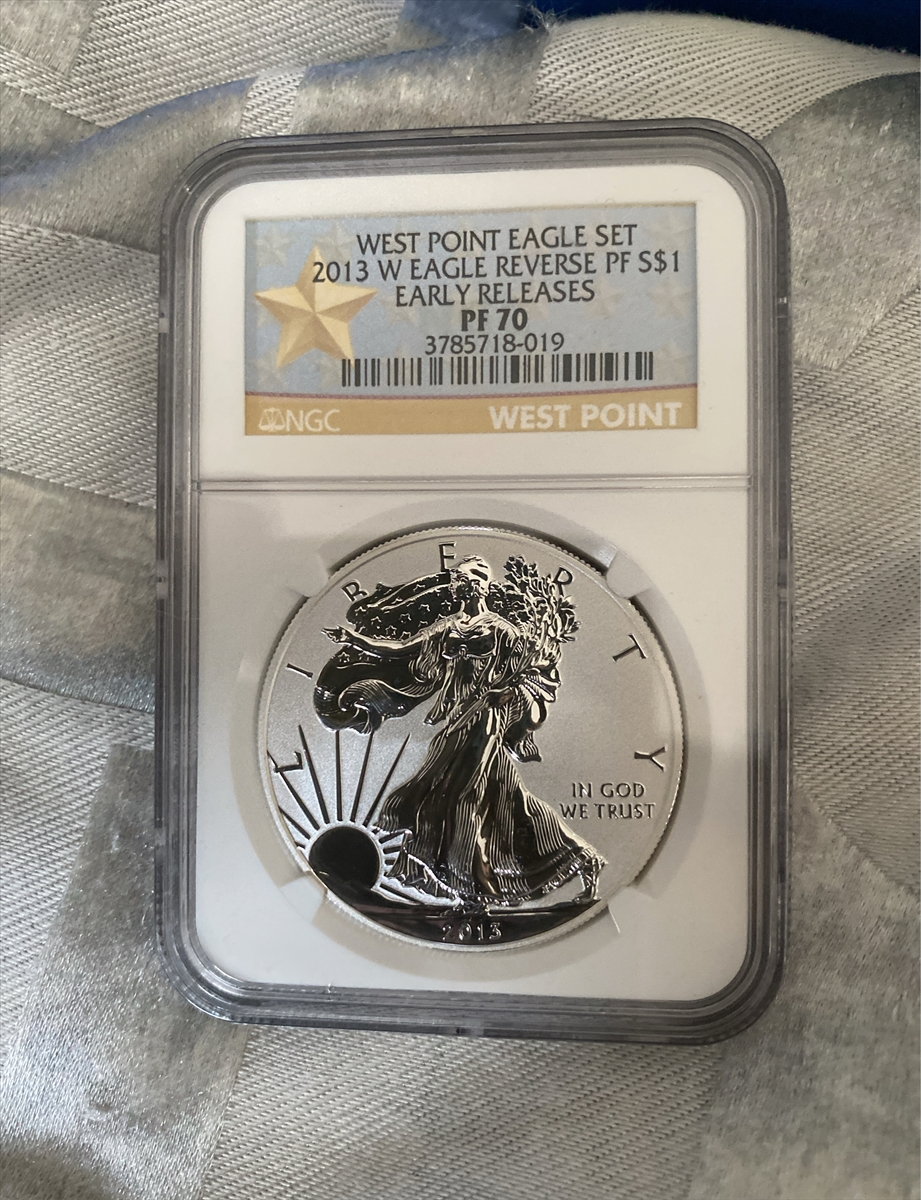 WEST POINT EAGLE SET
2013 W EAGLE REVERSE PF S$1
EARLY RELEASES
PF 70
3785718-019
NGC WEST POINT
LIBERTY
IN GOD
WE TRUST
2013